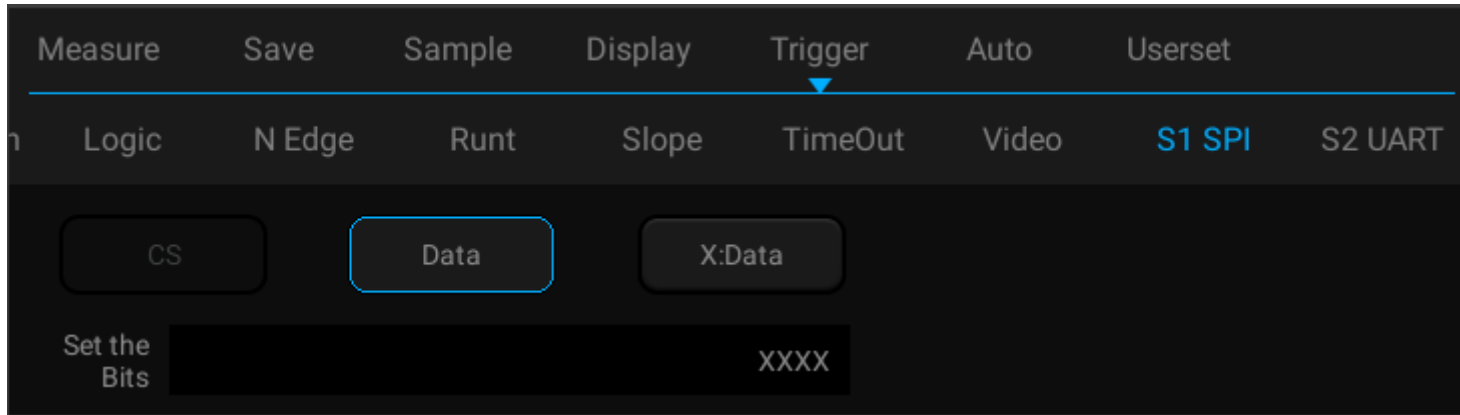 Measure Save Sample Display Trigger Auto Userset
Logic N Edge Runt Slope TimeOut Video S1 SPI S2 UART
CS Data X:Data
Set the
Bits
XXXX